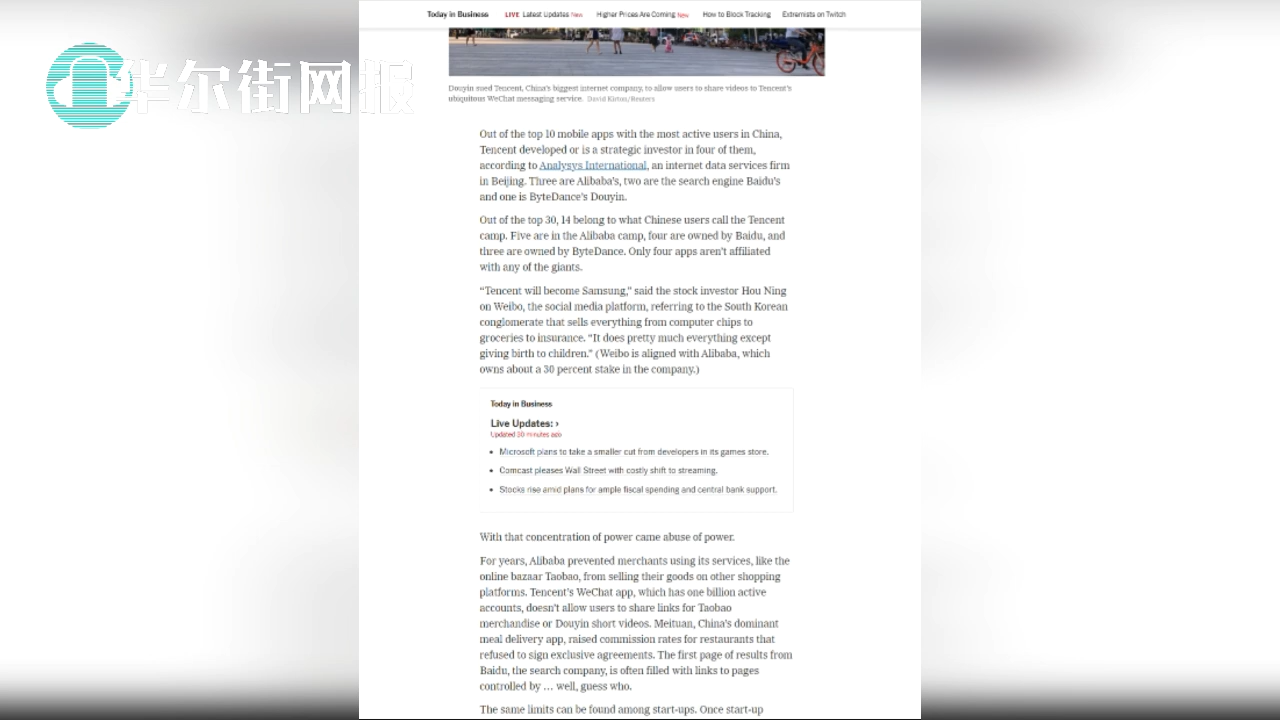 Today in Business LIVE Latest Updates New Higher Prices Are Coming New How to Block Tracking Extremists on Twitch
华尔街网报
Douyin sued Tencent, China's biggest internet company, to allow users to share videos to Tencent's
ubiquitous WeChat messaging service. David Kirton/Reuters
Out of the top 10 mobile apps with the most active users in China,
Tencent developed or is a strategic investor in four of them,
according to Analysys International, an internet data services firm
in Beijing. Three are Alibaba's, two are the search engine Baidu's
and one is ByteDance's Douyin.
Out of the top 30, 14 belong to what Chinese users call the Tencent
camp. Five are in the Alibaba camp, four are owned by Baidu, and
three are owned by ByteDance. Only four apps aren't affiliated
with any of the giants.
“Tencent will become Samsung,” said the stock investor Hou Ning
on Weibo, the social media platform, referring to the South Korean
conglomerate that sells everything from computer chips to
groceries to insurance. “It does pretty much everything except
giving birth to children.” (Weibo is aligned with Alibaba, which
owns about a 30 percent stake in the company.)
Today in Business
Live Updates: ›
Updated 30 minutes ago
• Microsoft plans to take a smaller cut from developers in its games store.
• Comcast pleases Wall Street with costly shift to streaming.
• Stocks rise amid plans for ample fiscal spending and central bank support.
With that concentration of power came abuse of power.
For years, Alibaba prevented merchants using its services, like the
online bazaar Taobao, from selling their goods on other shopping
platforms. Tencent's WeChat app, which has one billion active
accounts, doesn't allow users to share links for Taobao
merchandise or Douyin short videos. Meituan, China's dominant
meal delivery app, raised commission rates for restaurants that
refused to sign exclusive agreements. The first page of results from
Baidu, the search company, is often filled with links to pages
controlled by … well, guess who.
The same limits can be found among start-ups. Once start-up